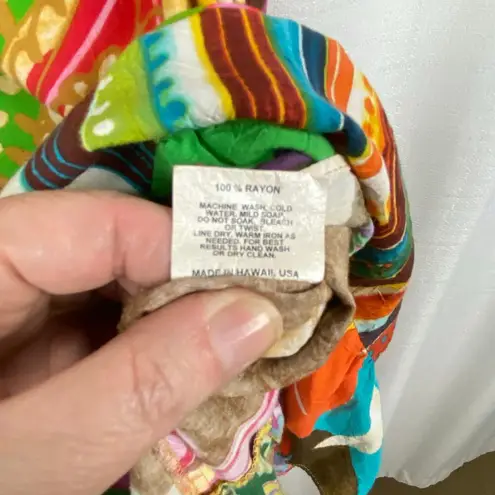 100 % RAYON
MACHINE WASH, COLD
WATER. MILD SOAP.
DO NOT SOAK, BLEACH
OR TWIST.
LINE DRY, WARM IRON AS
NEEDED. FOR BEST
RESULTS HAND WASH
OR DRY CLEAN.
MADE IN HAWAII, USA